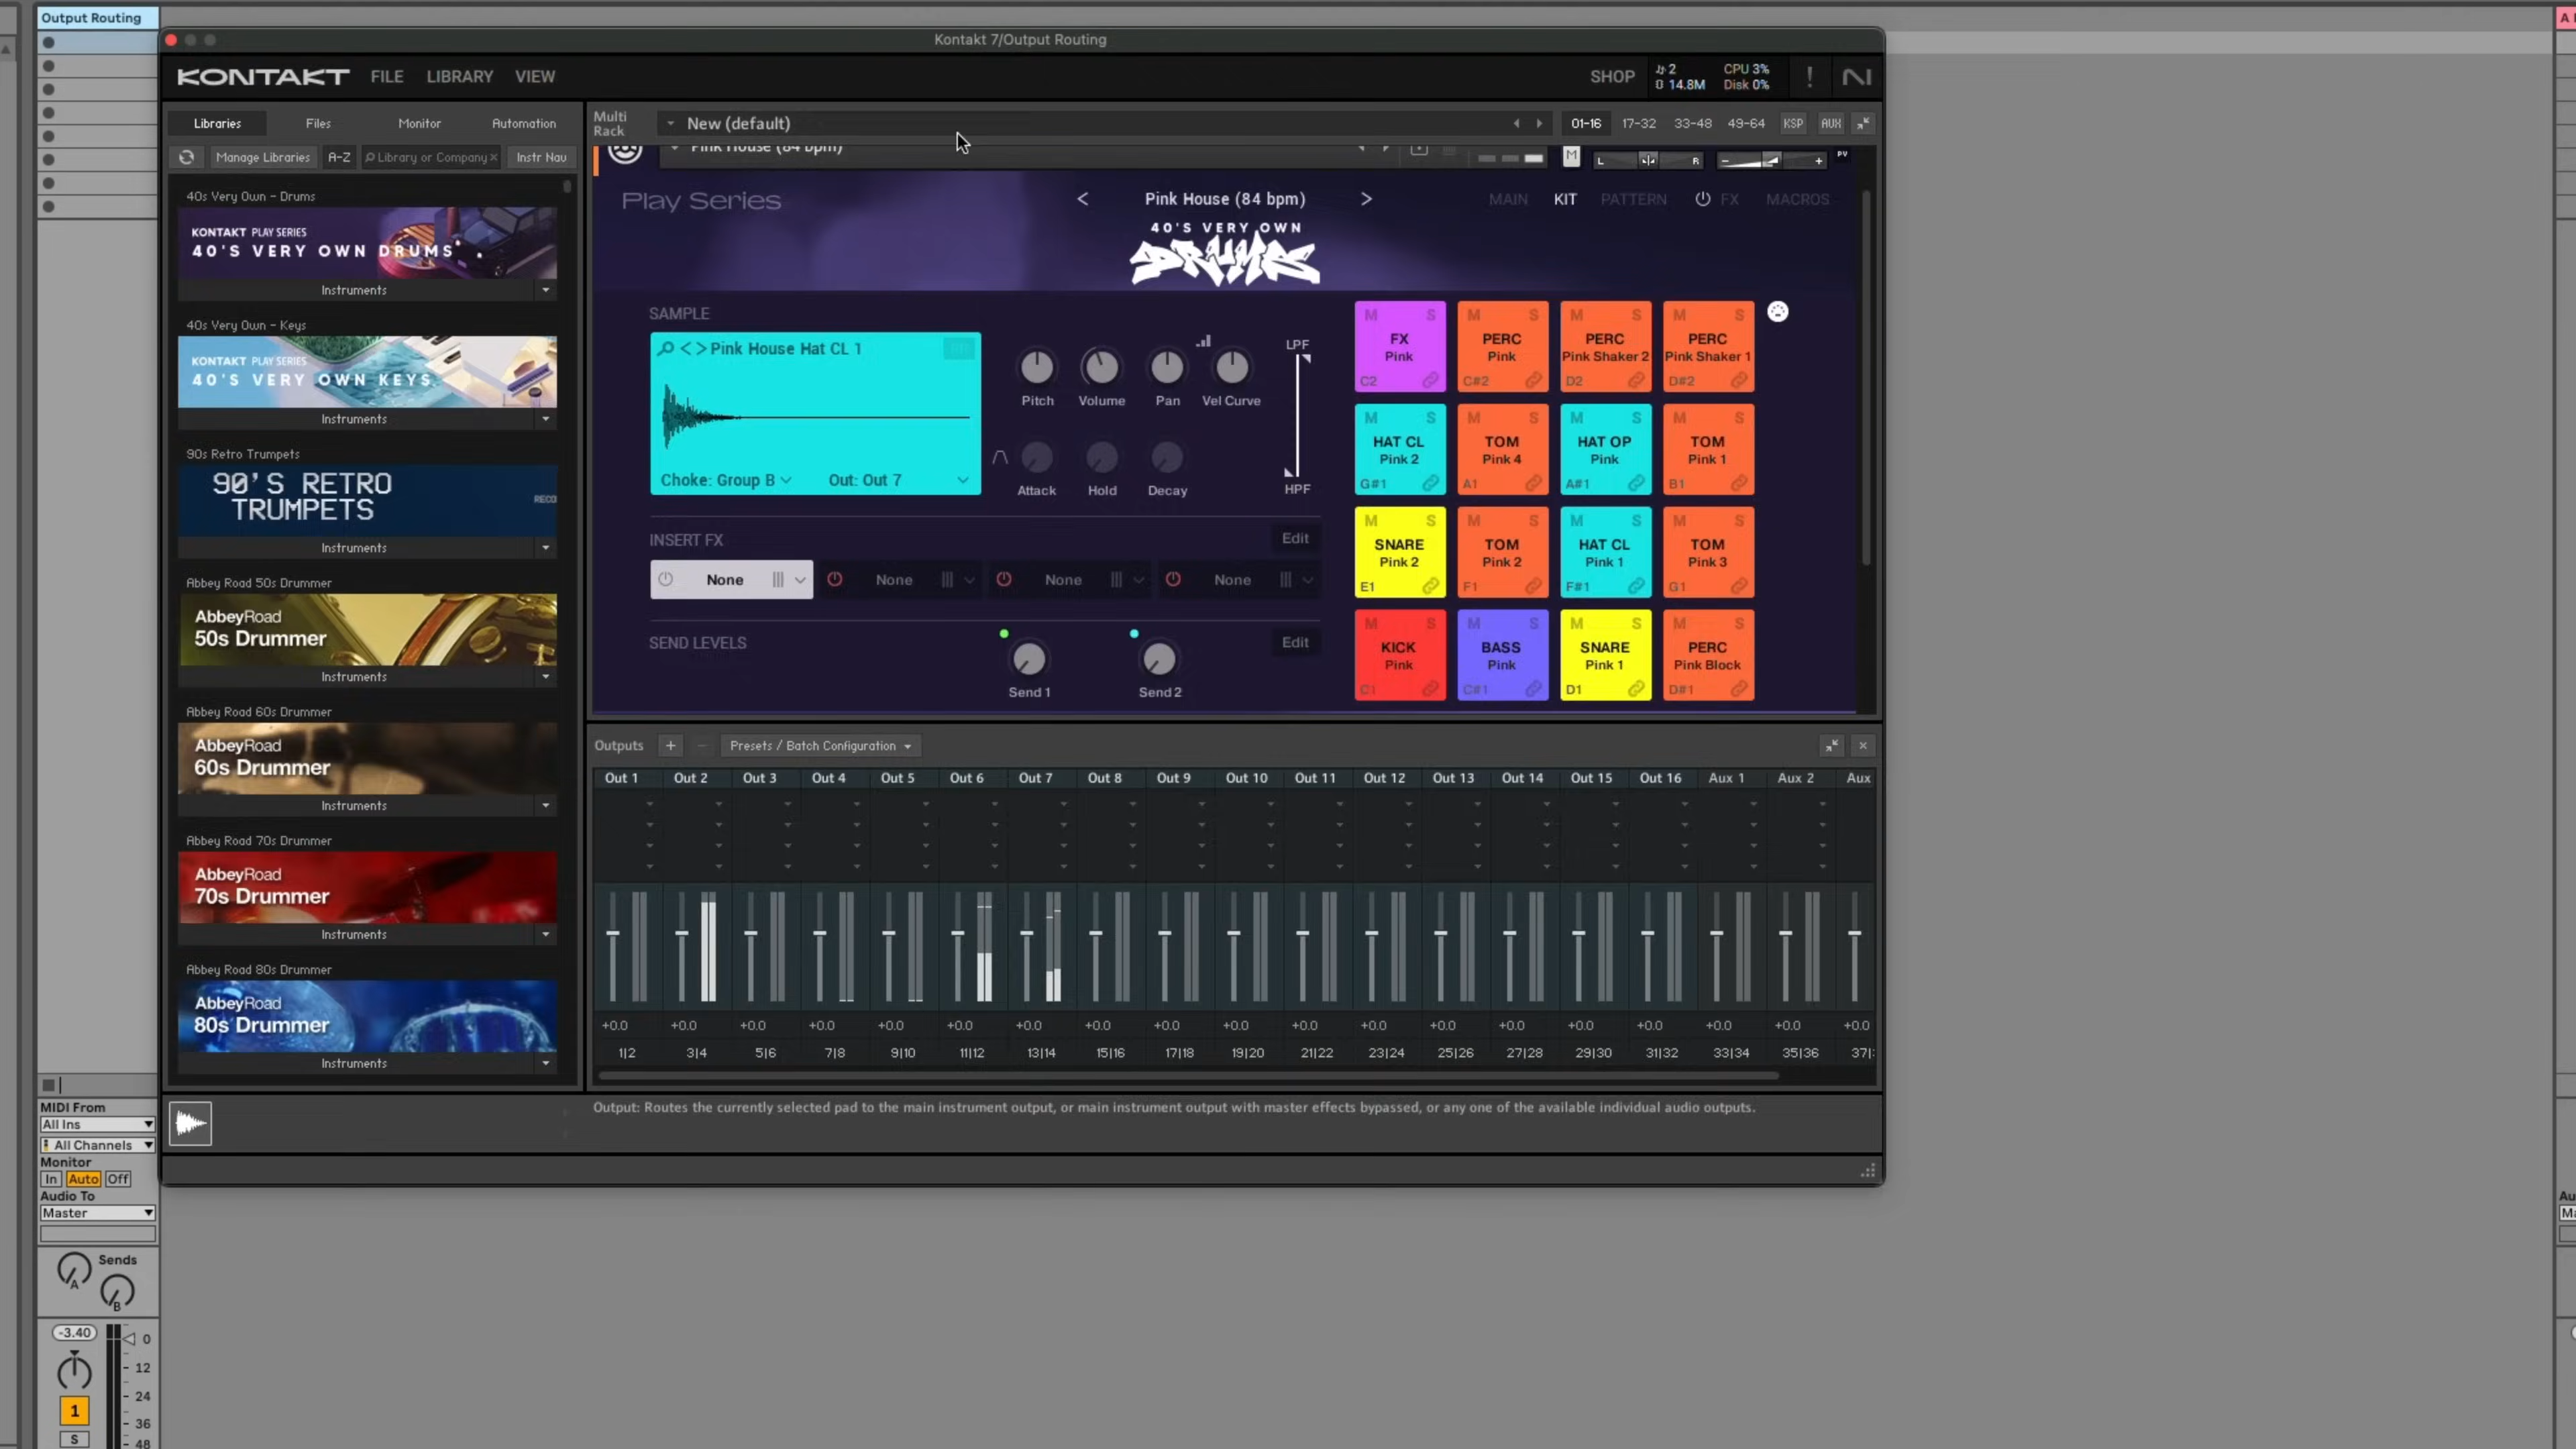 Output Routing
Kontakt 7/Output Routing
KONTAKT FILE LIBRARY VIEW
SHOP 2 14.8M CPU 3% Disk 0% !
Libraries Files Monitor Automation
Manage Libraries A-Z Library or Company × Instr Nav
40s Very Own - Drums
KONTAKT PLAY SERIES
40'S VERY OWN DRUMS
Instruments
40s Very Own - Keys
KONTAKT PLAY SERIES
40'S VERY OWN KEYS
Instruments
90s Retro Trumpets
90'S RETRO
TRUMPETS
RECO
Instruments
Abbey Road 50s Drummer
AbbeyRoad
50s Drummer
Instruments
Abbey Road 60s Drummer
AbbeyRoad
60s Drummer
Instruments
Abbey Road 70s Drummer
AbbeyRoad
70s Drummer
Instruments
Abbey Road 80s Drummer
AbbeyRoad
80s Drummer
Instruments
Multi
Rack
New (default)
01-16 17-32 33-48 49-64 KSP AUX
Pink House (84 bpm)
M L R - + PV
Play Series
< Pink House (84 bpm) >
MAIN KIT PATTERN FX MACROS
40'S VERY OWN
DRUMS
SAMPLE
< > Pink House Hat CL 1
Choke: Group B Out: Out 7
Pitch Volume Pan Vel Curve
Attack Hold Decay
LPF
HPF
INSERT FX Edit
None None None None
SEND LEVELS Edit
Send 1 Send 2
M S M S M S M S
FX PERC PERC PERC
Pink Pink Pink Shaker 2 Pink Shaker 1
C2 C#2 D2 D#2
M S M S M S M S
HAT CL TOM HAT OP TOM
Pink 2 Pink 4 Pink Pink 1
G#1 A1 A#1 B1
M S M S M S M S
SNARE TOM HAT CL TOM
Pink 2 Pink 2 Pink 1 Pink 3
E1 F1 F#1 G1
M S M S M S M S
KICK BASS SNARE PERC
Pink Pink Pink 1 Pink Block
C1 C#1 D1 D#1
Outputs + - Presets / Batch Configuration
Out 1 Out 2 Out 3 Out 4 Out 5 Out 6 Out 7 Out 8 Out 9 Out 10 Out 11 Out 12 Out 13 Out 14 Out 15 Out 16 Aux 1 Aux 2 Aux
+0.0 +0.0 +0.0 +0.0 +0.0 +0.0 +0.0 +0.0 +0.0 +0.0 +0.0 +0.0 +0.0 +0.0 +0.0 +0.0 +0.0 +0.0 +0.0
1|2 3|4 5|6 7|8 9|10 11|12 13|14 15|16 17|18 19|20 21|22 23|24 25|26 27|28 29|30 31|32 33|34 35|36 37|
Output: Routes the currently selected pad to the main instrument output, or main instrument output with master effects bypassed, or any one of the available individual audio outputs.
MIDI From
All Ins
All Channels
Monitor
In Auto Off
Audio To
Master
Sends
A
B
-3.40
0
12
24
36
48
1
S
A
Au
Ma